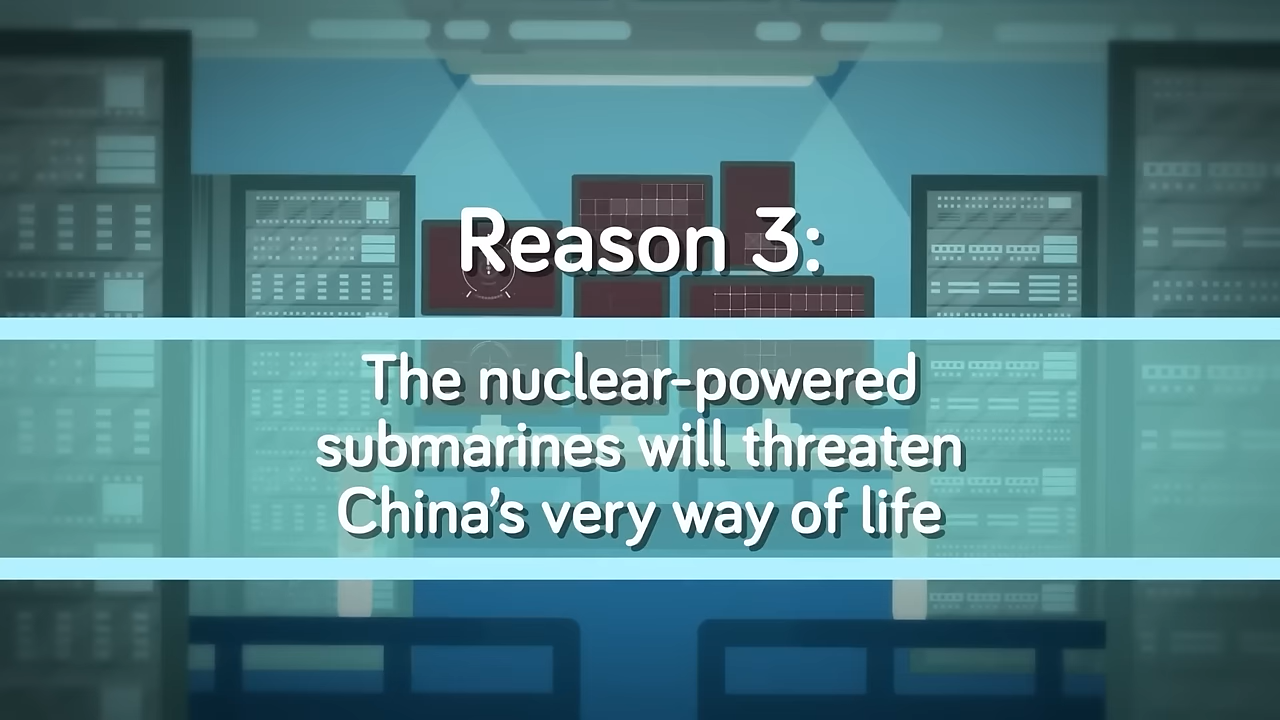 Reason 3:
The nuclear-powered
submarines will threaten
China’s very way of life